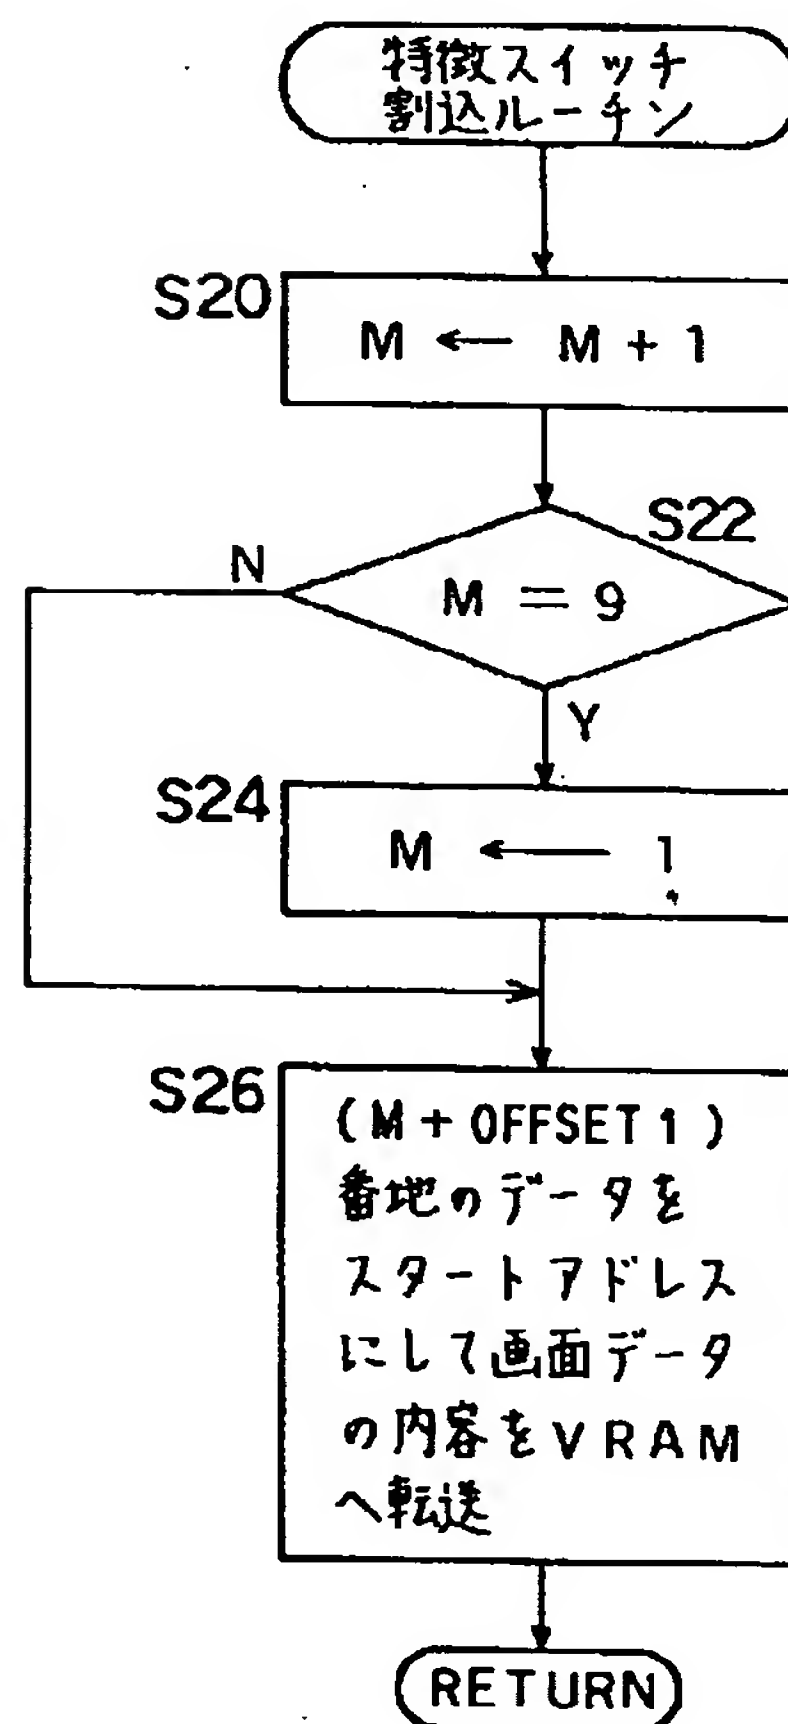 特徴スイッチ
割込ルーチン
S20
M ← M + 1
S22
N
M = 9
Y
S24
M ← 1
S26
(M + OFFSET1)
番地のデータを
スタートアドレス
にして画面データ
の内容をVRAM
へ転送
RETURN